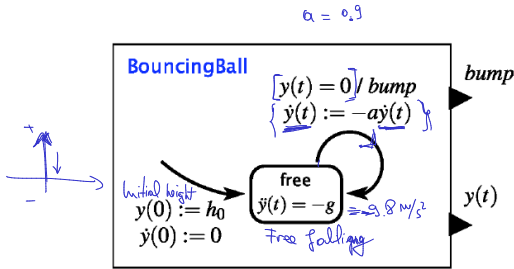 a = 0.9
BouncingBall
[y(t) = 0] / bump
{ẏ(t) := −aẏ(t)}
bump
+
−
Initial height
y(0) := h₀
ẏ(0) := 0
free
ÿ(t) = −g = -9.8 m/s²
Free falling
y(t)